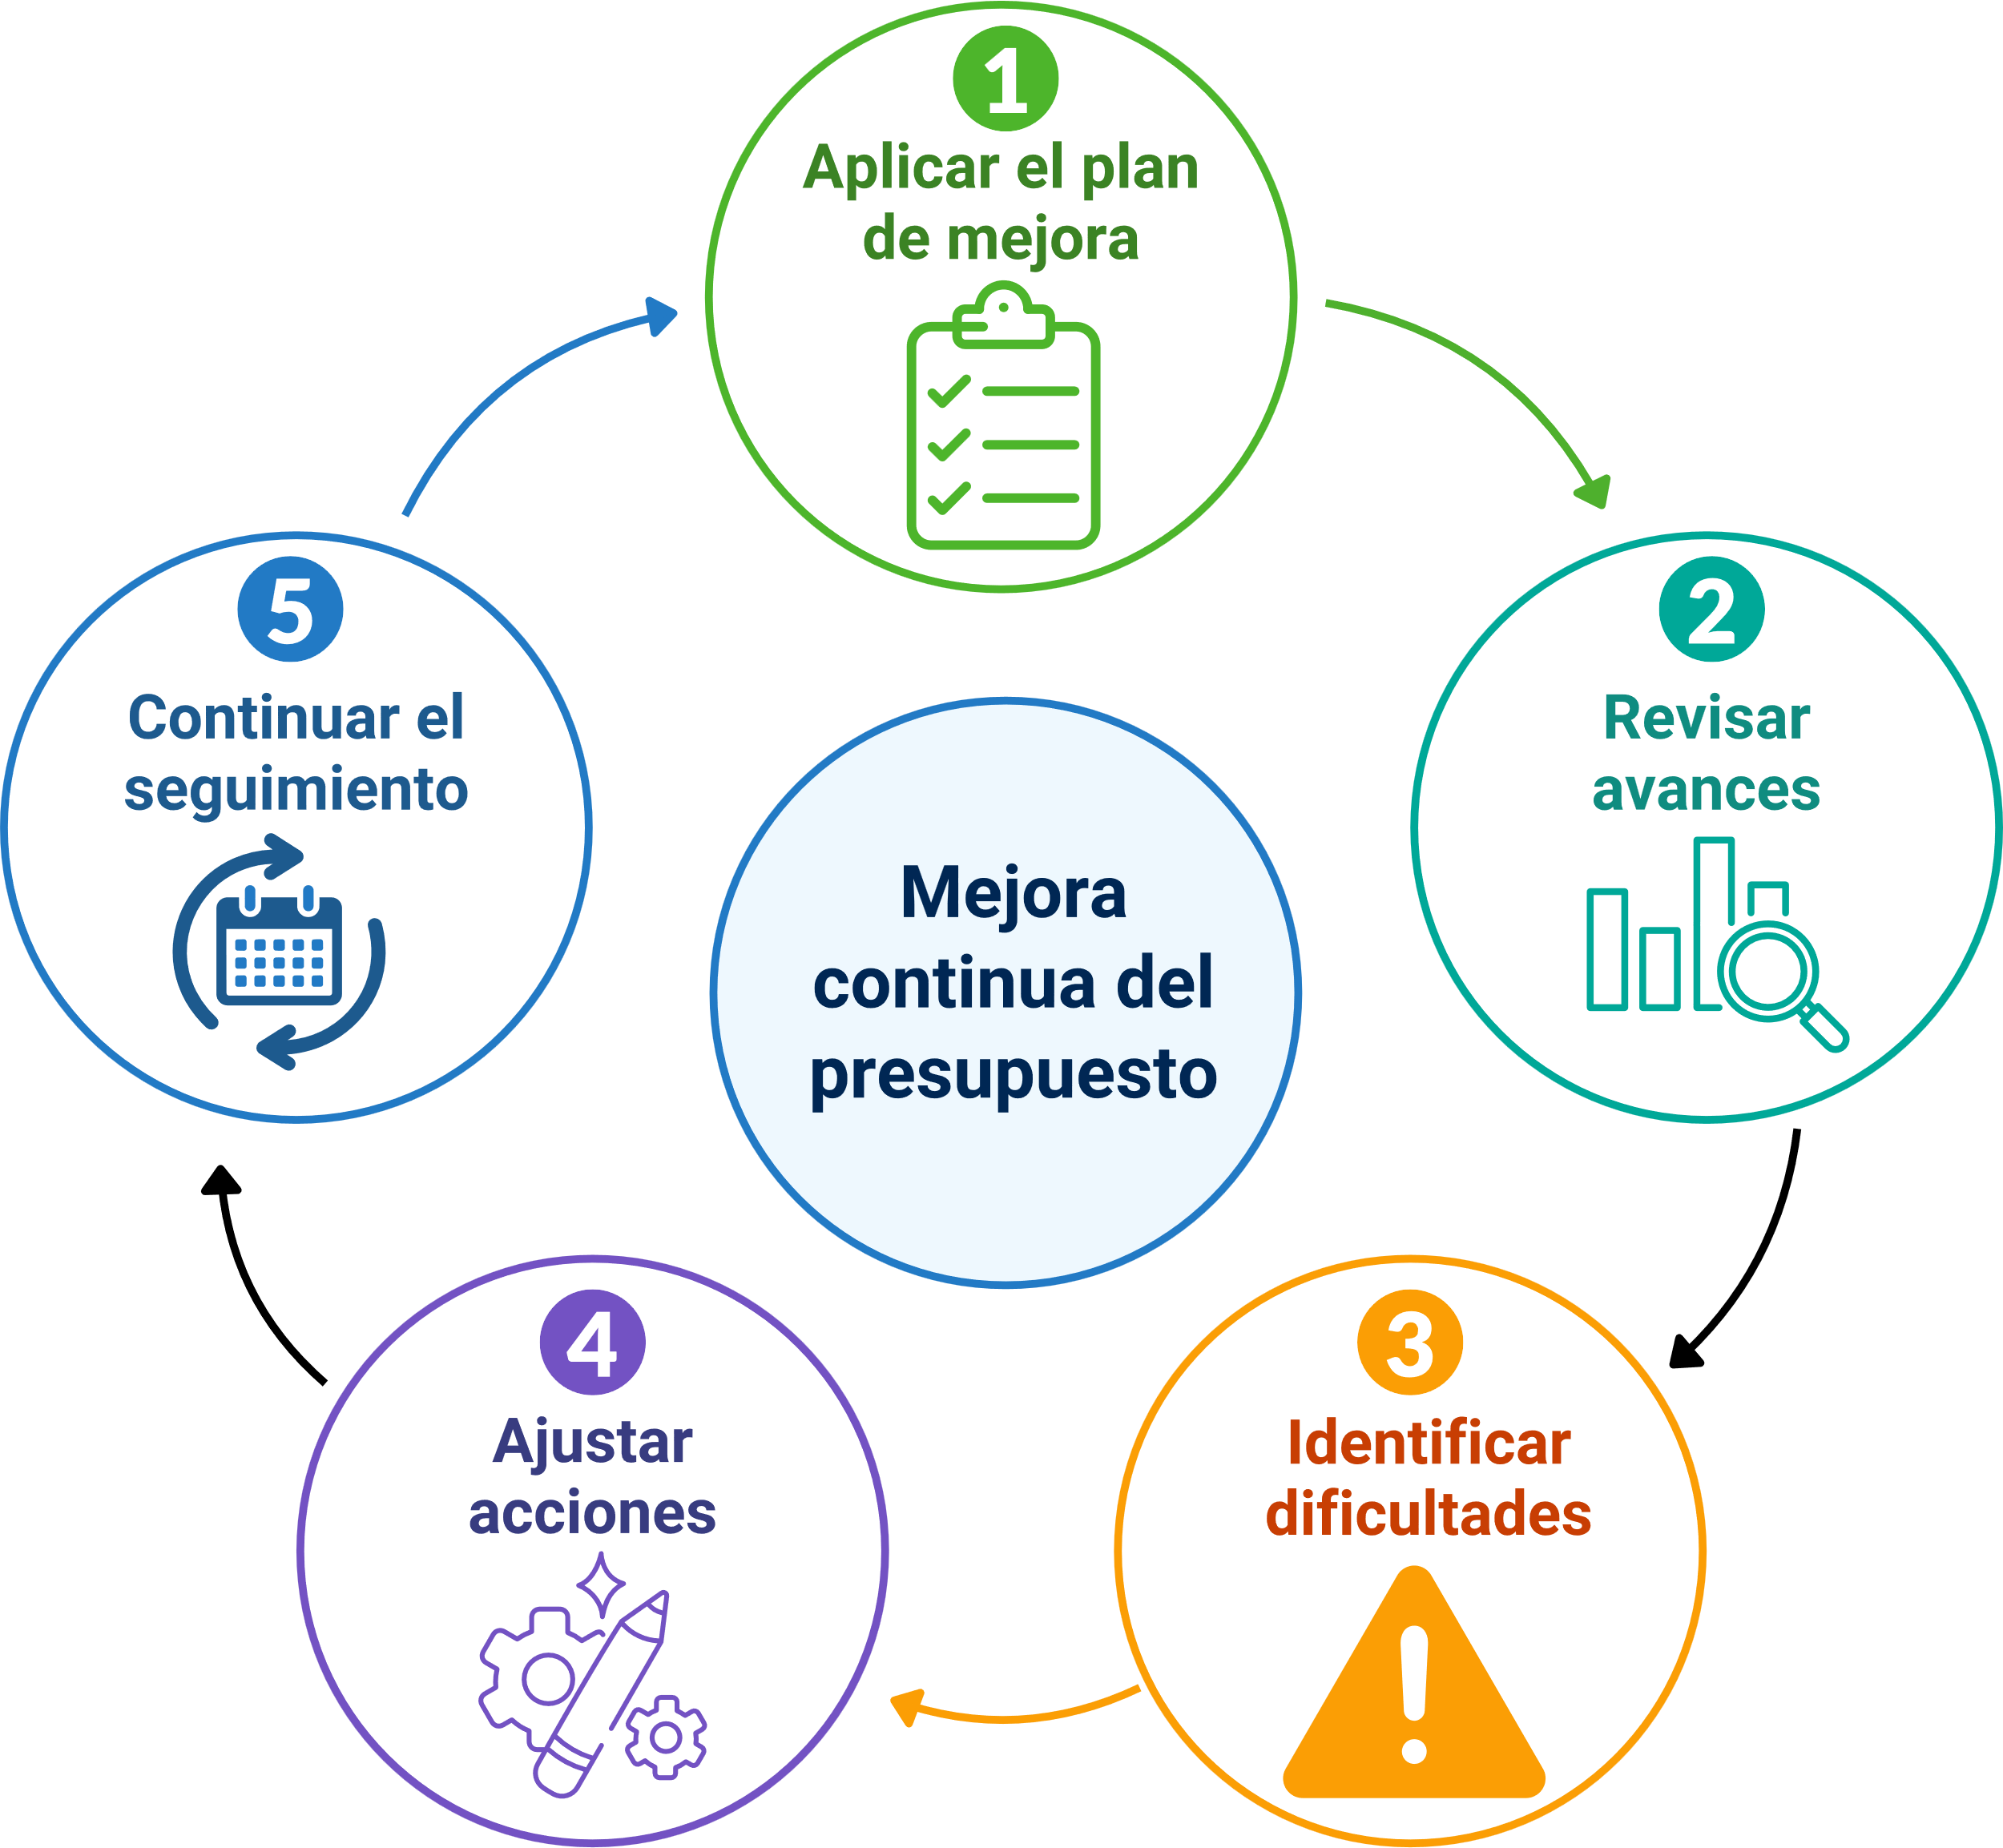 1
Aplicar el plan
de mejora
2
Revisar
avances
3
Identificar
dificultades
4
Ajustar
acciones
5
Continuar el
seguimiento
Mejora
continua del
presupuesto